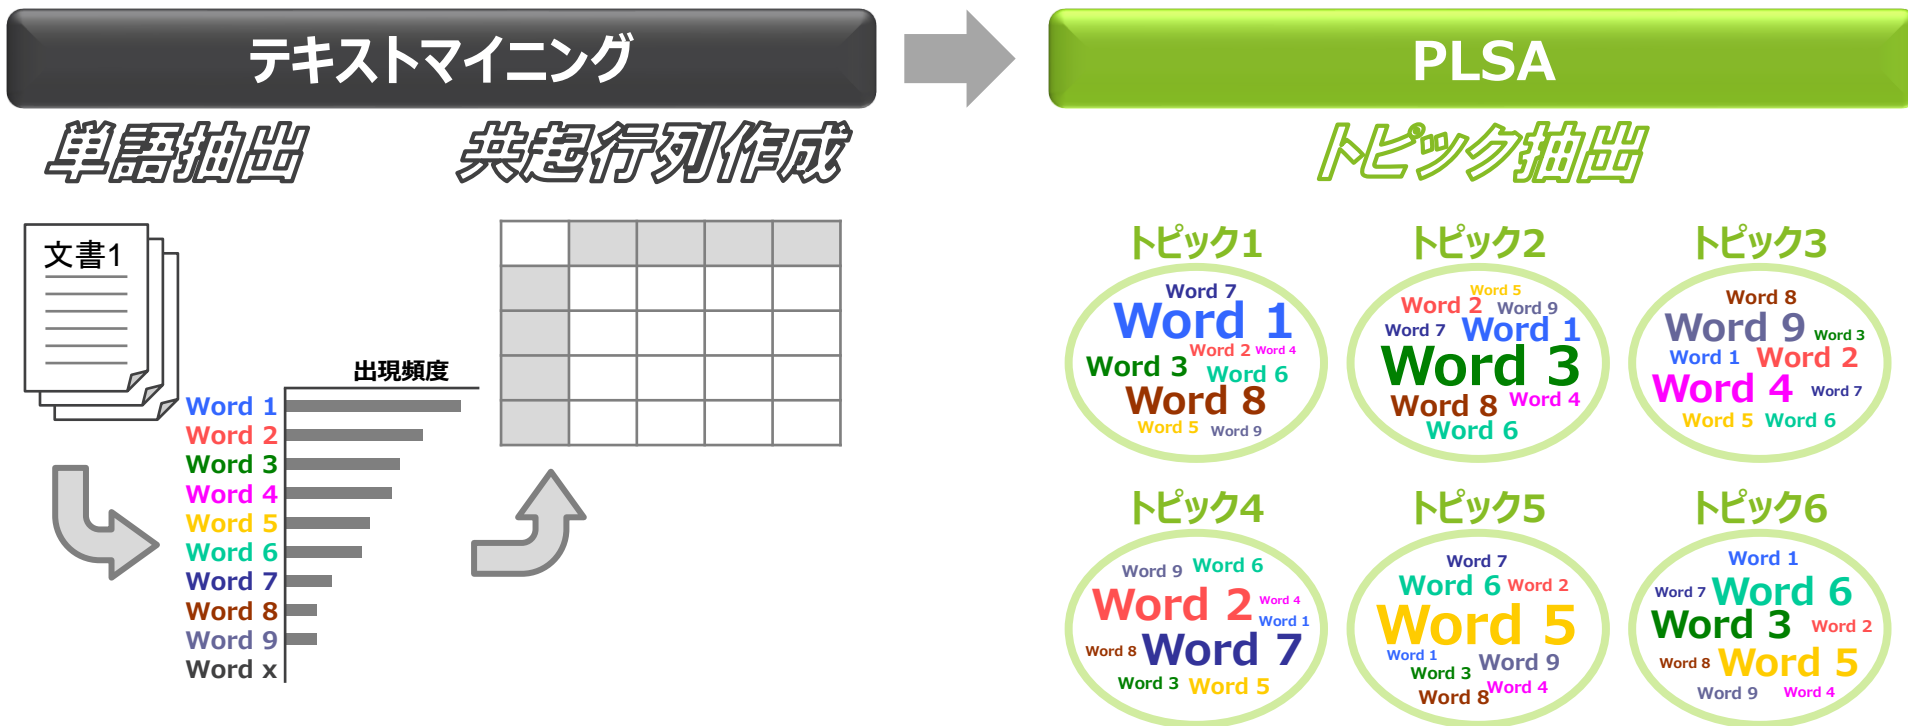 テキストマイニング
PLSA
単語抽出
共起行列作成
トピック抽出
文書1
出現頻度
Word 1
Word 2
Word 3
Word 4
Word 5
Word 6
Word 7
Word 8
Word 9
Word x
トピック1
Word 7
Word 1
Word 2 Word 4
Word 3
Word 6
Word 8
Word 5
Word 9
トピック2
Word 5
Word 2
Word 9
Word 7
Word 1
Word 3
Word 8
Word 4
Word 6
トピック3
Word 8
Word 9
Word 3
Word 1
Word 2
Word 4
Word 7
Word 5
Word 6
トピック4
Word 9
Word 6
Word 2
Word 4
Word 1
Word 8
Word 7
Word 3
Word 5
トピック5
Word 7
Word 6
Word 2
Word 5
Word 1
Word 9
Word 3
Word 4
Word 8
トピック6
Word 1
Word 7
Word 6
Word 3
Word 2
Word 8
Word 5
Word 9
Word 4